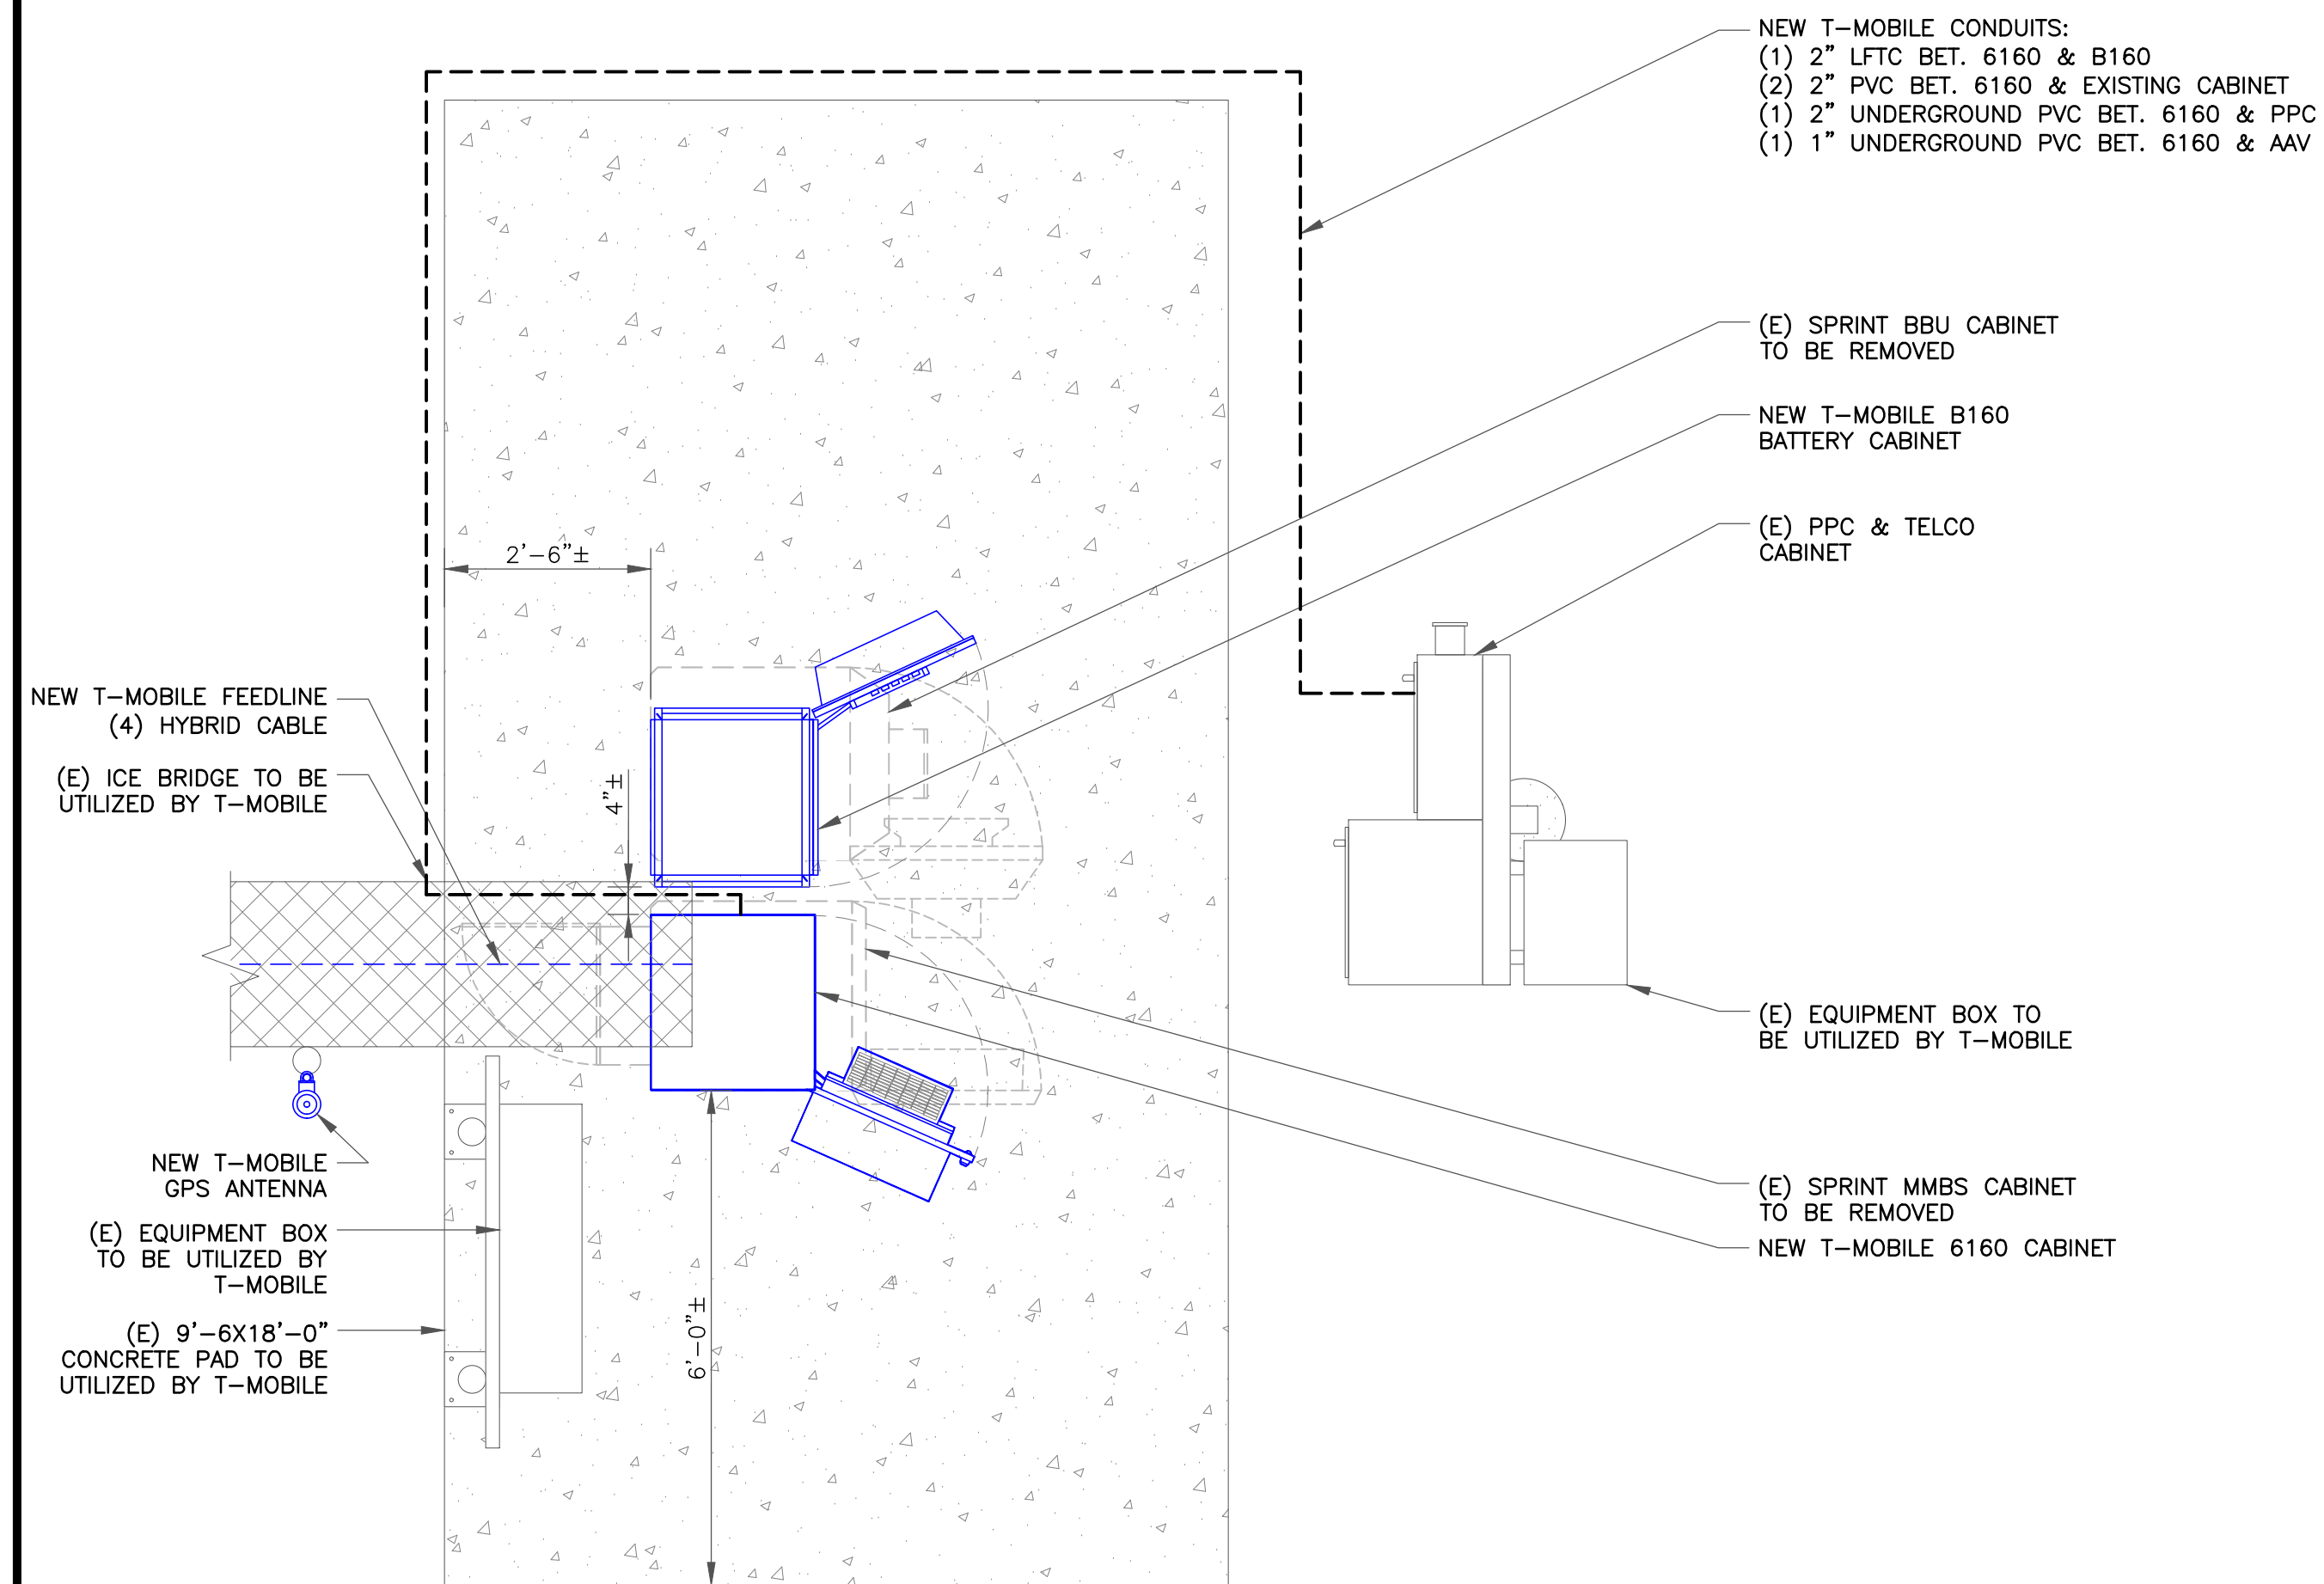 NEW T-MOBILE CONDUITS:
(1) 2" LFTC BET. 6160 & B160
(2) 2" PVC BET. 6160 & EXISTING CABINET
(1) 2" UNDERGROUND PVC BET. 6160 & PPC
(1) 1" UNDERGROUND PVC BET. 6160 & AAV
(E) SPRINT BBU CABINET
TO BE REMOVED
NEW T-MOBILE B160
BATTERY CABINET
(E) PPC & TELCO
CABINET
2'-6"±
NEW T-MOBILE FEEDLINE
(4) HYBRID CABLE
(E) ICE BRIDGE TO BE
UTILIZED BY T-MOBILE
4"±
(E) EQUIPMENT BOX TO
BE UTILIZED BY T-MOBILE
NEW T-MOBILE
GPS ANTENNA
(E) EQUIPMENT BOX
TO BE UTILIZED BY
T-MOBILE
(E) SPRINT MMBS CABINET
TO BE REMOVED
NEW T-MOBILE 6160 CABINET
(E) 9'-6X18'-0"
CONCRETE PAD TO BE
UTILIZED BY T-MOBILE
6'-0"±